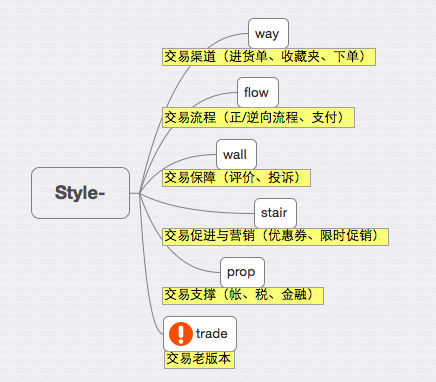 way
交易渠道（进货单、收藏夹、下单）
flow
交易流程（正/逆向流程、支付）
wall
交易保障（评价、投诉）
Style-
stair
交易促进与营销（优惠券、限时促销）
prop
交易支撑（帐、税、金融）
trade
交易老版本